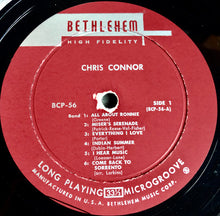 BETHLEHEM
HIGH FIDELITY
CHRIS CONNOR
BCP-56
SIDE 1
(BCP-56-A)
Band 1: ALL ABOUT RONNIE
(Greene)
2: MISER'S SERENADE
(Patrick-Reese-Val-Fisher)
3: EVERYTHING I LOVE
(Porter)
4: INDIAN SUMMER
(Dubin-Herbert)
5: I HEAR MUSIC
(Loesser-Lane)
6: COME BACK TO
SORRENTO
(arr. Larkins)
LONG PLAYING 33⅓ MICROGROOVE
MANUFACTURED IN U.S.A. BETHLEHEM MUSIC CORP.